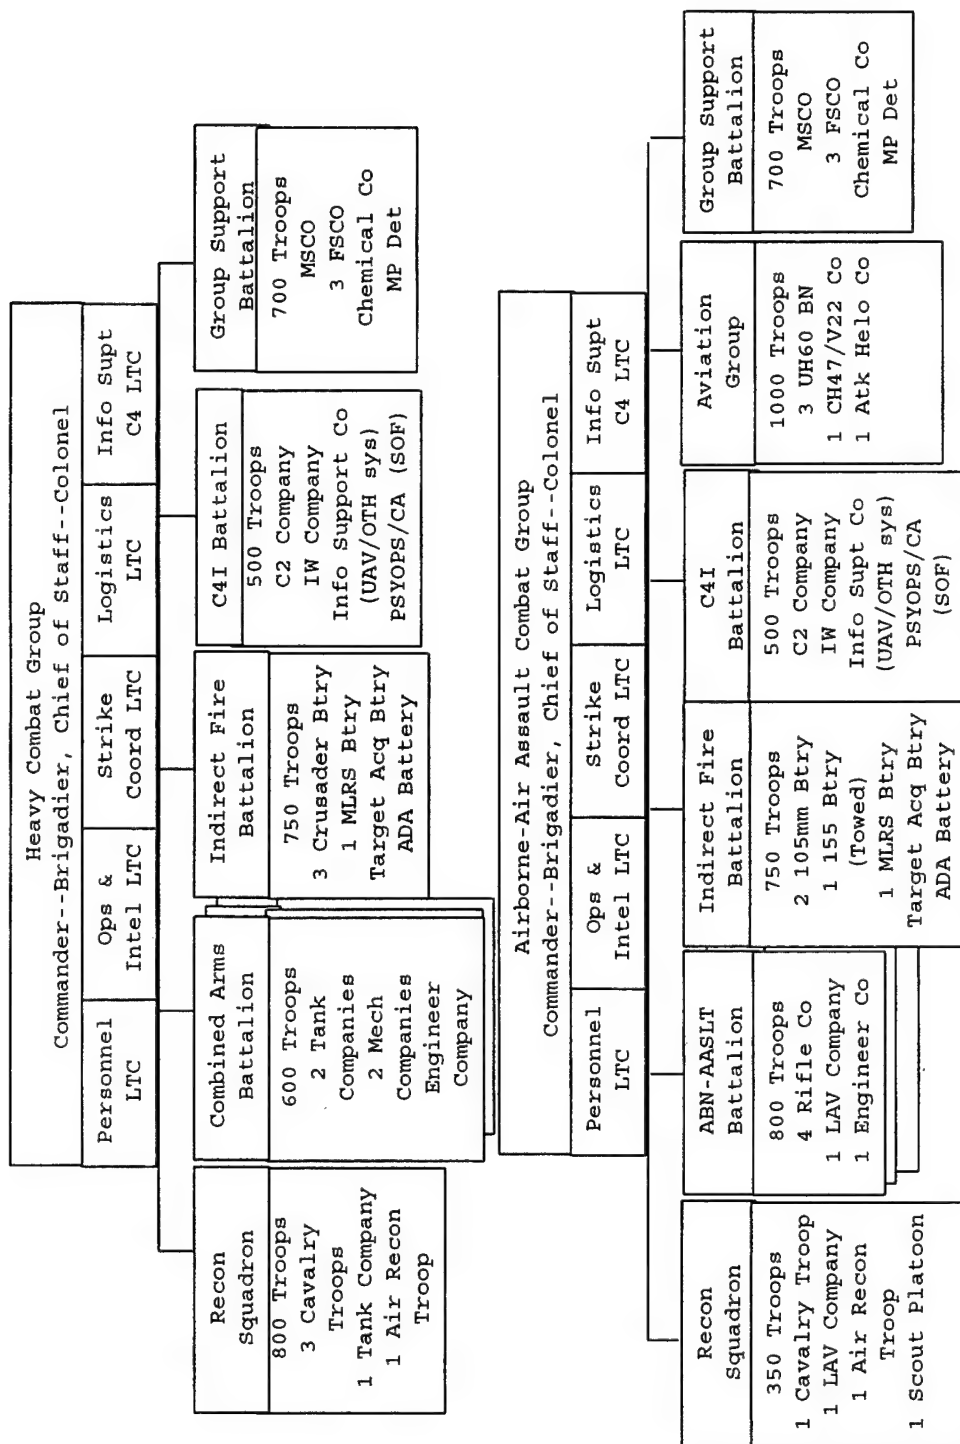 Heavy Combat Group
Commander--Brigadier, Chief of Staff--Colonel
Personnel
LTC
Ops &
Intel LTC
Strike
Coord LTC
Logistics
LTC
Info Supt
C4 LTC
Recon
Squadron
800 Troops
3 Cavalry
Troops
1 Tank Company
1 Air Recon
Troop
Combined Arms
Battalion
600 Troops
2 Tank
Companies
2 Mech
Companies
Engineer
Company
Indirect Fire
Battalion
750 Troops
3 Crusader Btry
1 MLRS Btry
Target Acq Btry
ADA Battery
C4I Battalion
500 Troops
C2 Company
IW Company
Info Support Co
(UAV/OTH sys)
PSYOPS/CA (SOF)
Group Support
Battalion
700 Troops
MSCO
3 FSCO
Chemical Co
MP Det
Airborne-Air Assault Combat Group
Commander--Brigadier, Chief of Staff--Colonel
Personnel
LTC
Ops &
Intel LTC
Strike
Coord LTC
Logistics
LTC
Info Supt
C4 LTC
Recon
Squadron
350 Troops
1 Cavalry Troop
1 LAV Company
1 Air Recon
Troop
1 Scout Platoon
ABN-AASLT
Battalion
800 Troops
4 Rifle Co
1 LAV Company
1 Engineer Co
Indirect Fire
Battalion
750 Troops
2 105mm Btry
1 155 Btry
(Towed)
1 MLRS Btry
Target Acq Btry
ADA Battery
C4I
Battalion
500 Troops
C2 Company
IW Company
Info Supt Co
(UAV/OTH sys)
PSYOPS/CA
(SOF)
Aviation
Group
1000 Troops
3 UH60 BN
1 CH47/V22 Co
1 Atk Helo Co
Group Support
Battalion
700 Troops
MSCO
3 FSCO
Chemical Co
MP Det